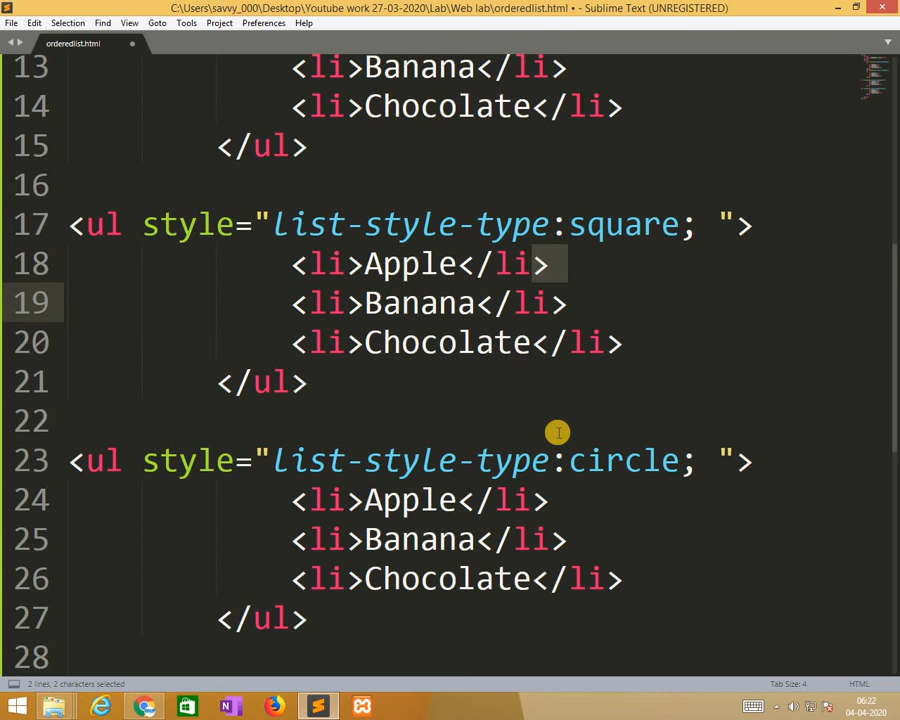 C:\Users\savvy_000\Desktop\Youtube work 27-03-2020\Lab\Web lab\orderedlist.html • - Sublime Text (UNREGISTERED)
File Edit Selection Find View Goto Tools Project Preferences Help
orderedlist.html
13 <li>Banana</li>
14 <li>Chocolate</li>
15 </ul>
16
17 <ul style="list-style-type:square; ">
18 <li>Apple</li>
19 <li>Banana</li>
20 <li>Chocolate</li>
21 </ul>
22
23 <ul style="list-style-type:circle; ">
24 <li>Apple</li>
25 <li>Banana</li>
26 <li>Chocolate</li>
27 </ul>
28
2 lines, 2 characters selected Tab Size: 4 HTML
06:22
04-04-2020